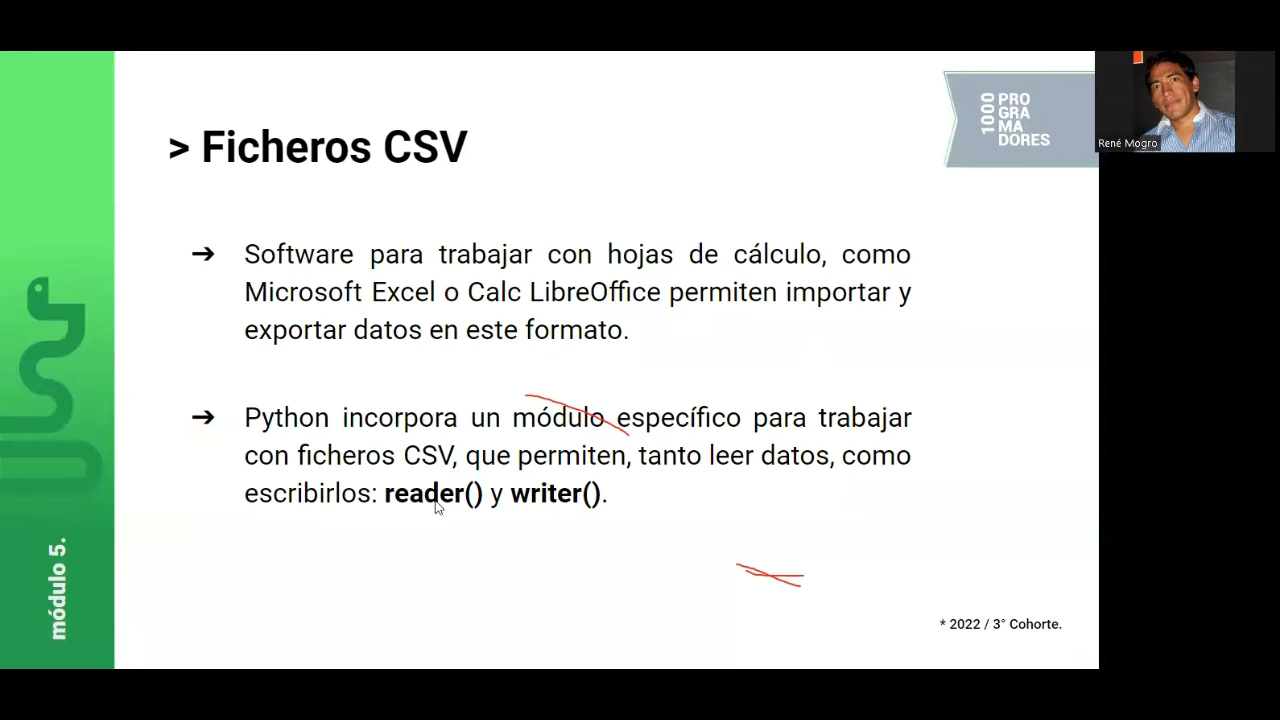 > Ficheros CSV
1000
PRO
GRA
MA
DORES
René Mogro
➔ Software para trabajar con hojas de cálculo, como
Microsoft Excel o Calc LibreOffice permiten importar y
exportar datos en este formato.
➔ Python incorpora un módulo específico para trabajar
con ficheros CSV, que permiten, tanto leer datos, como
escribirlos: reader() y writer().
módulo 5.
* 2022 / 3° Cohorte.